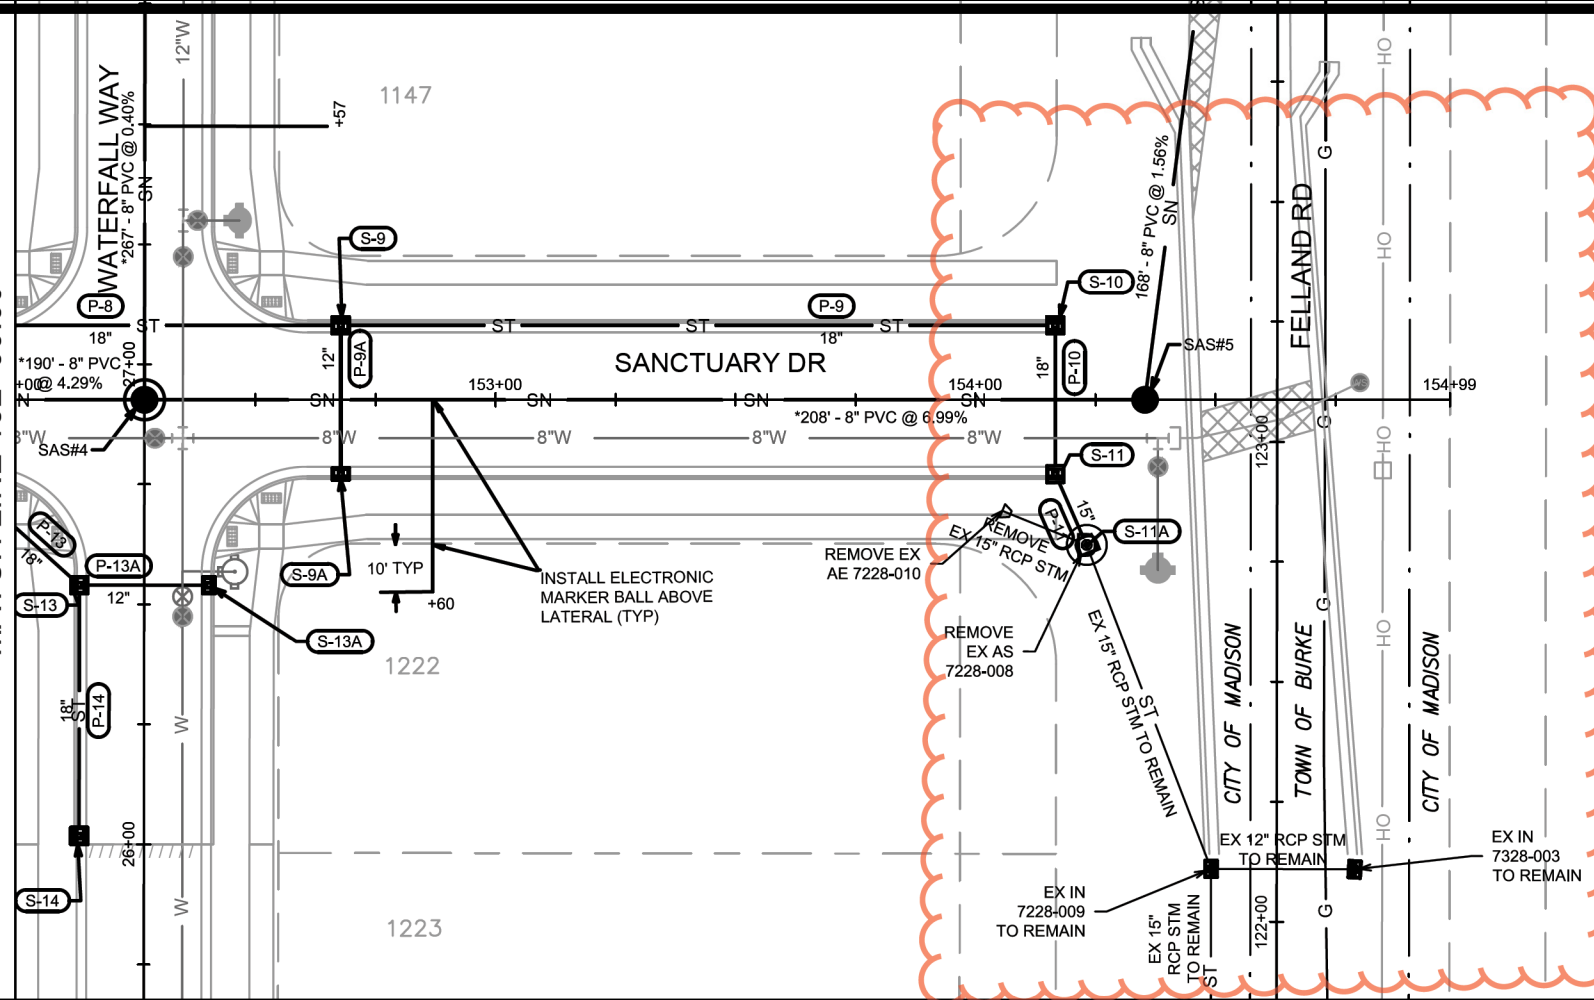 WATERFALL WAY
*267' - 8" PVC @ 0.40%
SN
12"W
+57
1147
S-9
P-8
ST
18"
P-9
ST
ST
ST
18"
S-10
12"
P-9A
SANCTUARY DR
18"
P-10
168' - 8" PVC @ 1.56%
SN
SAS#5
FELLAND RD
G
HO
HO
*190' - 8" PVC
+00@ 4.29%
27+00
153+00
154+00
154+99
N
SN
SN
SN
*208' - 8" PVC @ 6.99%
8"W
8"W
8"W
8"W
SAS#4
S-11
123+00
G
HO
P-13
18"
P-13A
12"
S-13
S-13A
S-9A
10' TYP
+60
INSTALL ELECTRONIC
MARKER BALL ABOVE
LATERAL (TYP)
15"
P-11
S-11A
REMOVE
EX 15" RCP STM
REMOVE EX
AE 7228-010
REMOVE
EX AS
7228-008
EX 15" RCP STM TO REMAIN
ST
G
HO
CITY OF MADISON
TOWN OF BURKE
CITY OF MADISON
1222
18"
ST
P-14
W
26+00
S-14
W
1223
EX 12" RCP STM
TO REMAIN
HO
EX IN
7328-003
TO REMAIN
EX IN
7228-009
TO REMAIN
EX 15"
RCP STM
TO REMAIN
ST
122+00
G